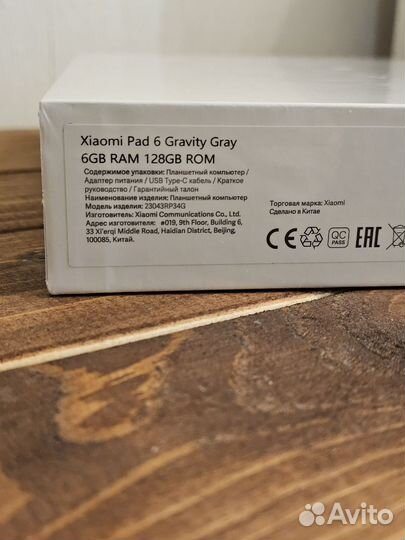 Xiaomi Pad 6 Gravity Gray
6GB RAM 128GB ROM
Содержимое упаковки: Планшетный компьютер /
Адаптер питания / USB Type-C кабель / Краткое
руководство / Гарантийный талон
Наименование изделия: Планшетный компьютер
Модель изделия: 23043RP34G
Изготовитель: Xiaomi Communications Co., Ltd.
Адрес изготовителя: #019, 9th Floor, Building 6,
33 Xi'erqi Middle Road, Haidian District, Beijing,
100085, Китай.
Торговая марка: Xiaomi
Сделано в Китае
CE
QC
PASS
EAC
Avito